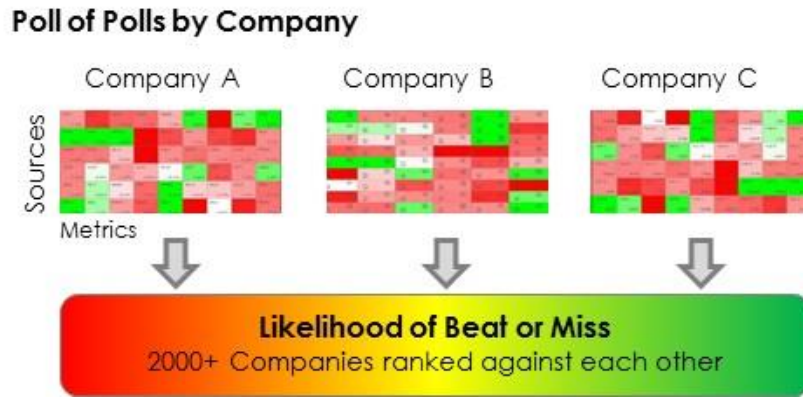 Poll of Polls by Company
Company A
Company B
Company C
Sources
Metrics
Likelihood of Beat or Miss
2000+ Companies ranked against each other